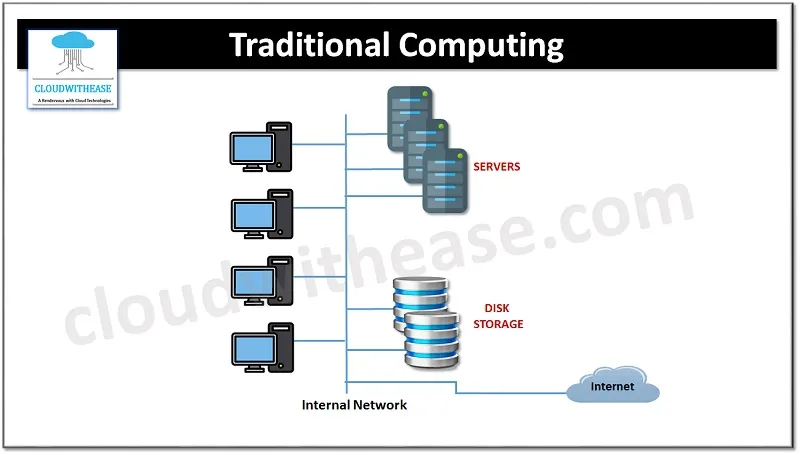 Traditional Computing
CLOUDWITHEASE
A Rendezvous with Cloud Technologies
SERVERS
cloudwithease.com
DISK
STORAGE
Internet
Internal Network